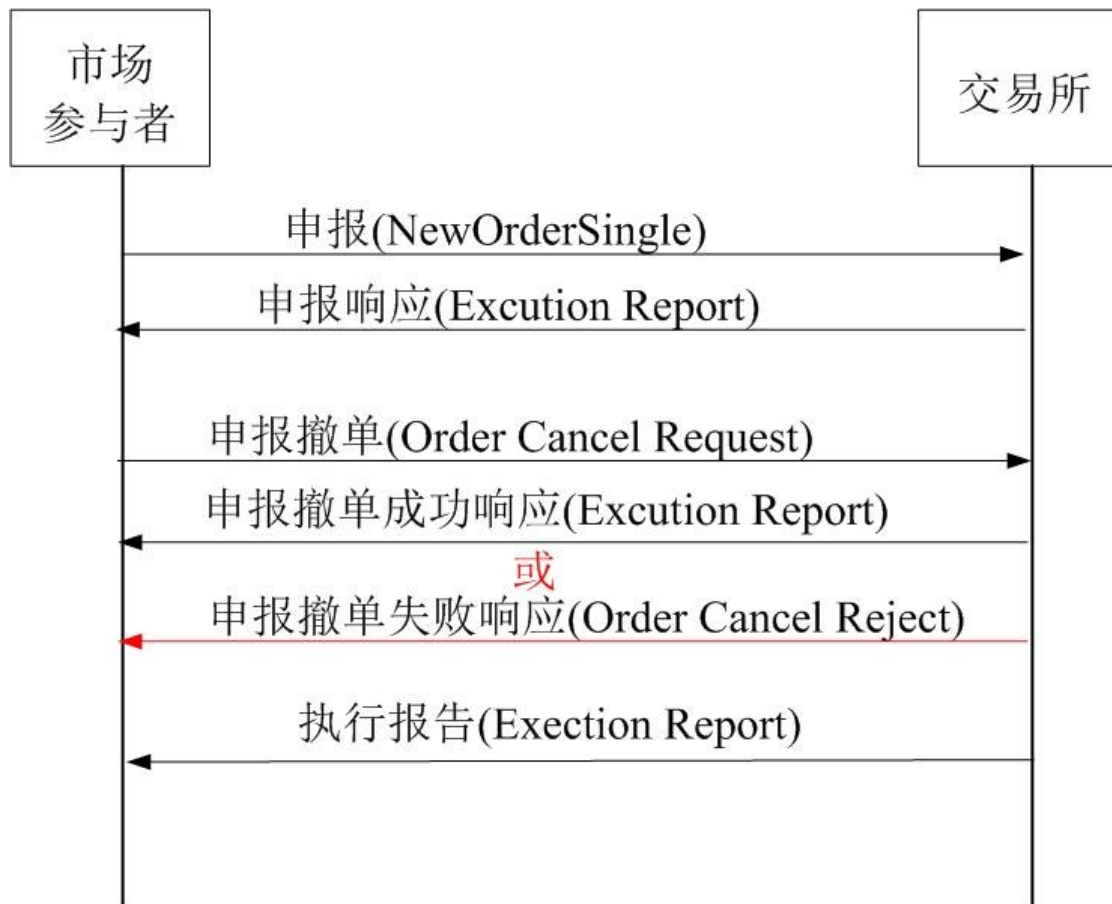 市场
参与者
交易所
申报(NewOrderSingle)
申报响应(Excution Report)
申报撤单(Order Cancel Request)
申报撤单成功响应(Excution Report)
或
申报撤单失败响应(Order Cancel Reject)
执行报告(Exection Report)